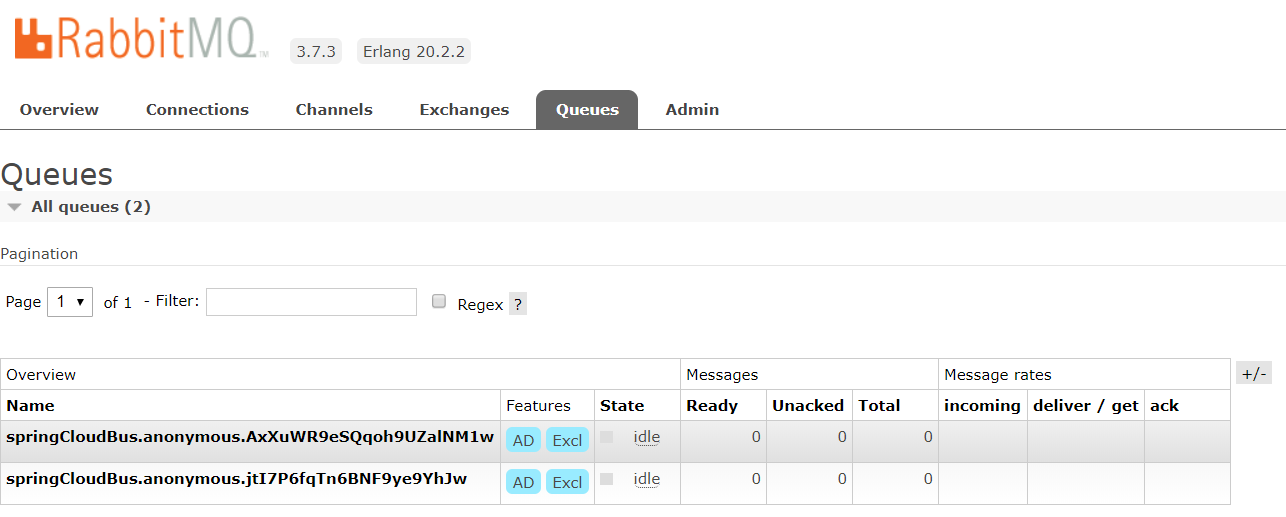 RabbitMQ™ 3.7.3 Erlang 20.2.2
Overview Connections Channels Exchanges Queues Admin
Queues
All queues (2)
Pagination
Page 1 of 1 - Filter: Regex ?
Overview Messages Message rates +/-
Name Features State Ready Unacked Total incoming deliver / get ack
springCloudBus.anonymous.AxXuWR9eSQqoh9UZalNM1w AD Excl idle 0 0 0
springCloudBus.anonymous.jtI7P6fqTn6BNF9ye9YhJw AD Excl idle 0 0 0